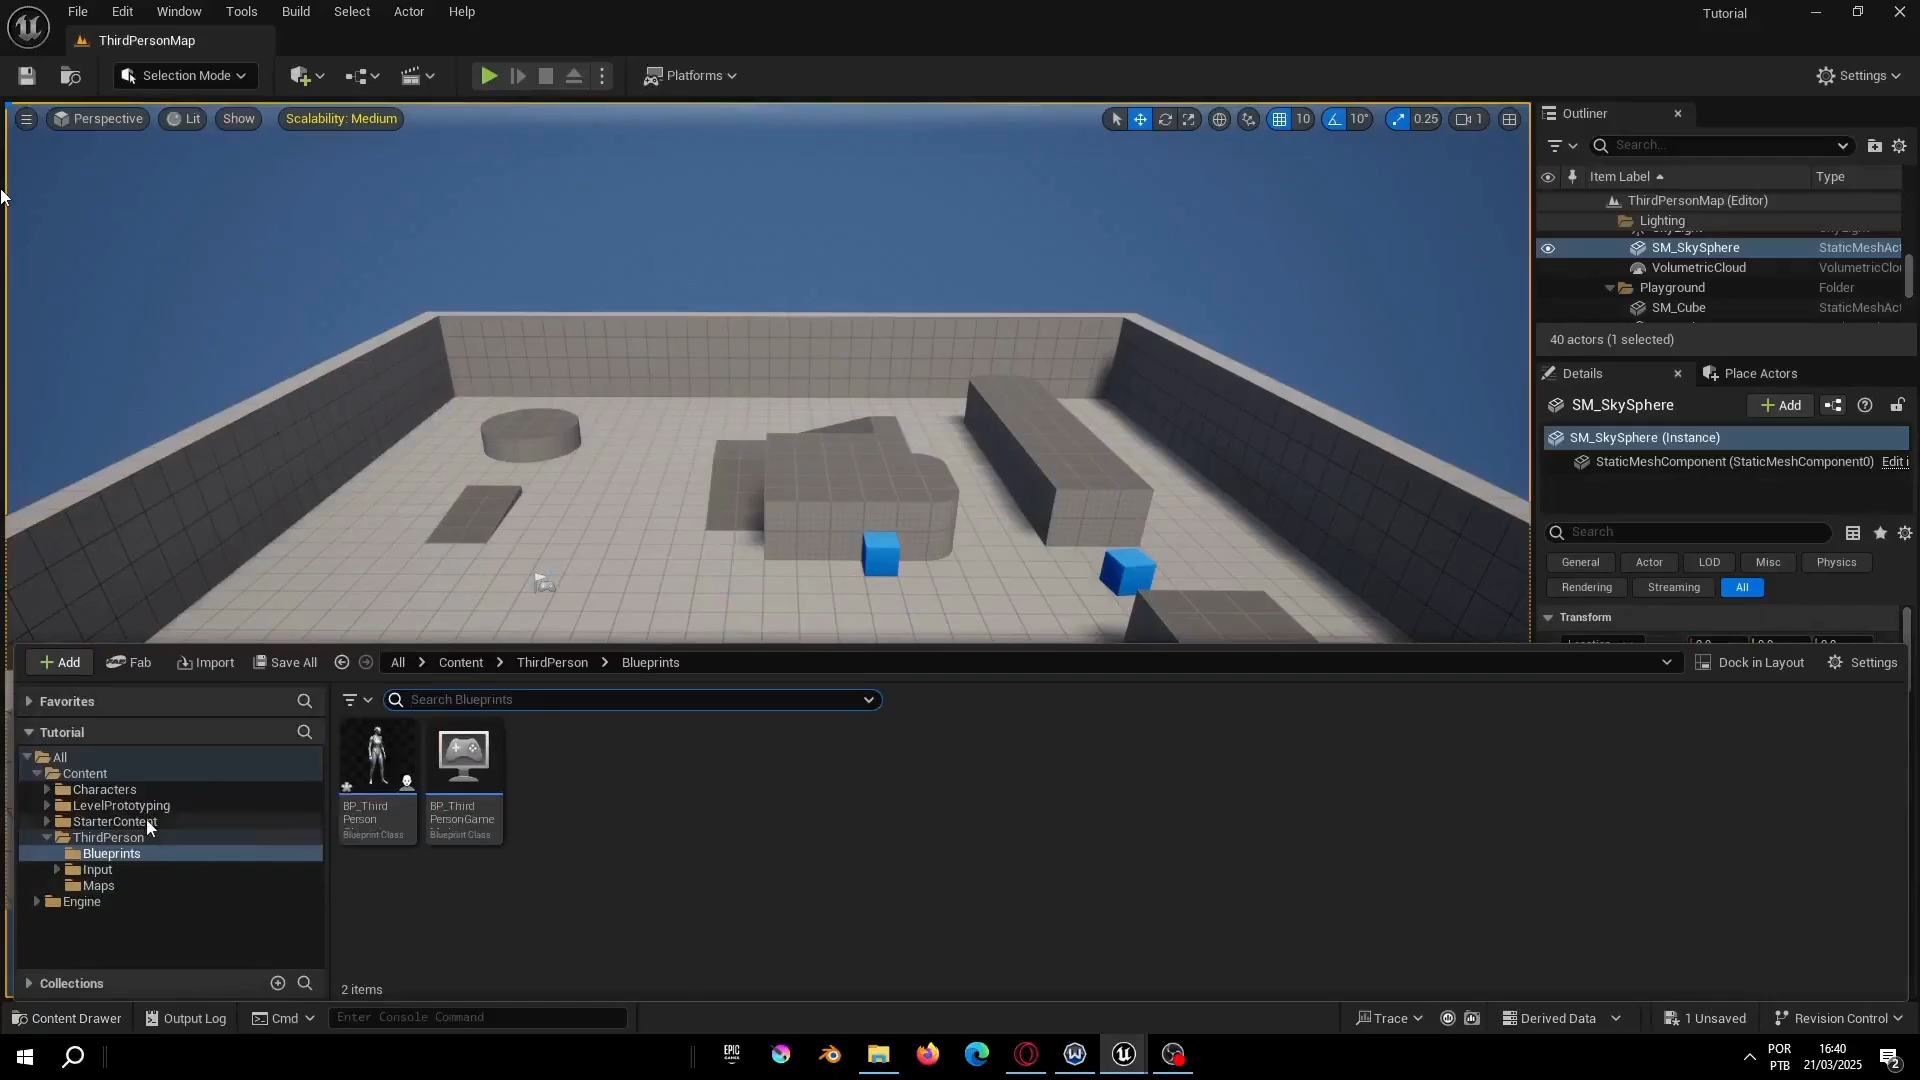 File Edit Window Tools Build Select Actor Help
Tutorial
ThirdPersonMap
Selection Mode
Platforms
Settings
Perspective
Lit
Show
Scalability: Medium
10
10°
0.25
1
Outliner
Search...
Item Label
Type
ThirdPersonMap (Editor)
Lighting
SM_SkySphere StaticMeshAct
VolumetricCloud VolumetricClou
Playground Folder
SM_Cube StaticMeshAct
40 actors (1 selected)
Details
Place Actors
SM_SkySphere
Add
SM_SkySphere (Instance)
StaticMeshComponent (StaticMeshComponent0) Edit i
Search
General Actor LOD Misc Physics
Rendering Streaming All
Transform
Add
Fab
Import
Save All
All Content ThirdPerson Blueprints
Dock in Layout
Settings
Favorites
Tutorial
All
Content
Characters
LevelPrototyping
StarterContent
ThirdPerson
Blueprints
Input
Maps
Engine
Collections
Search Blueprints
BP_Third
Person
Blueprint Class
BP_Third
PersonGame
Blueprint Class
2 items
Content Drawer
Output Log
Cmd
Enter Console Command
Trace
Derived Data
1 Unsaved
Revision Control
EPIC
GAMES
POR
PTB
16:40
21/03/2025
2